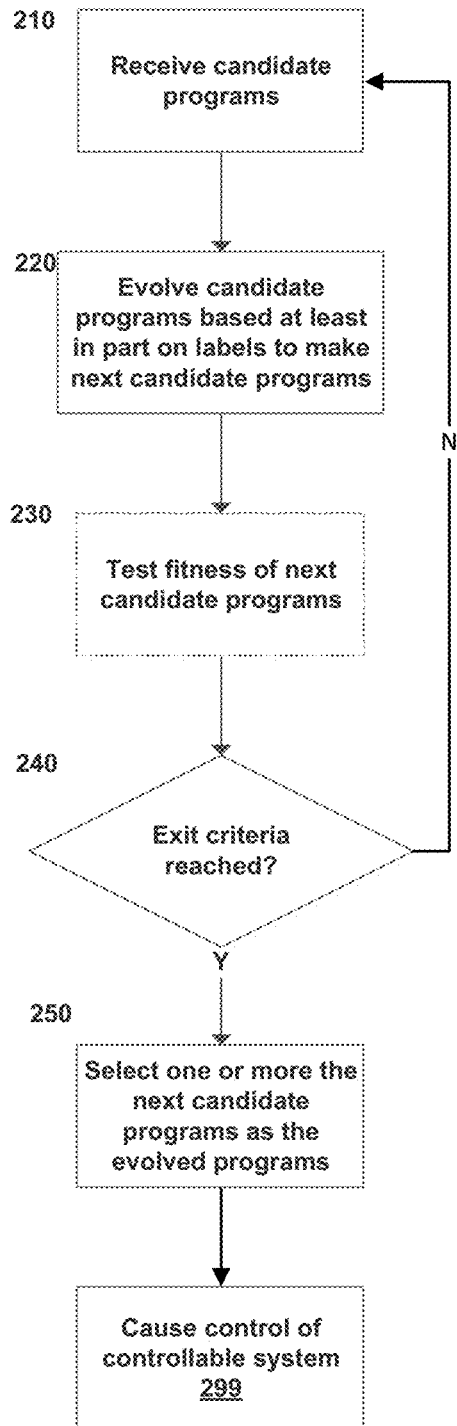 210
Receive candidate
programs
220
Evolve candidate
programs based at least
in part on labels to make
next candidate programs
N
230
Test fitness of next
candidate programs
240
Exit criteria
reached?
Y
250
Select one or more the
next candidate
programs as the
evolved programs
Cause control of
controllable system
299